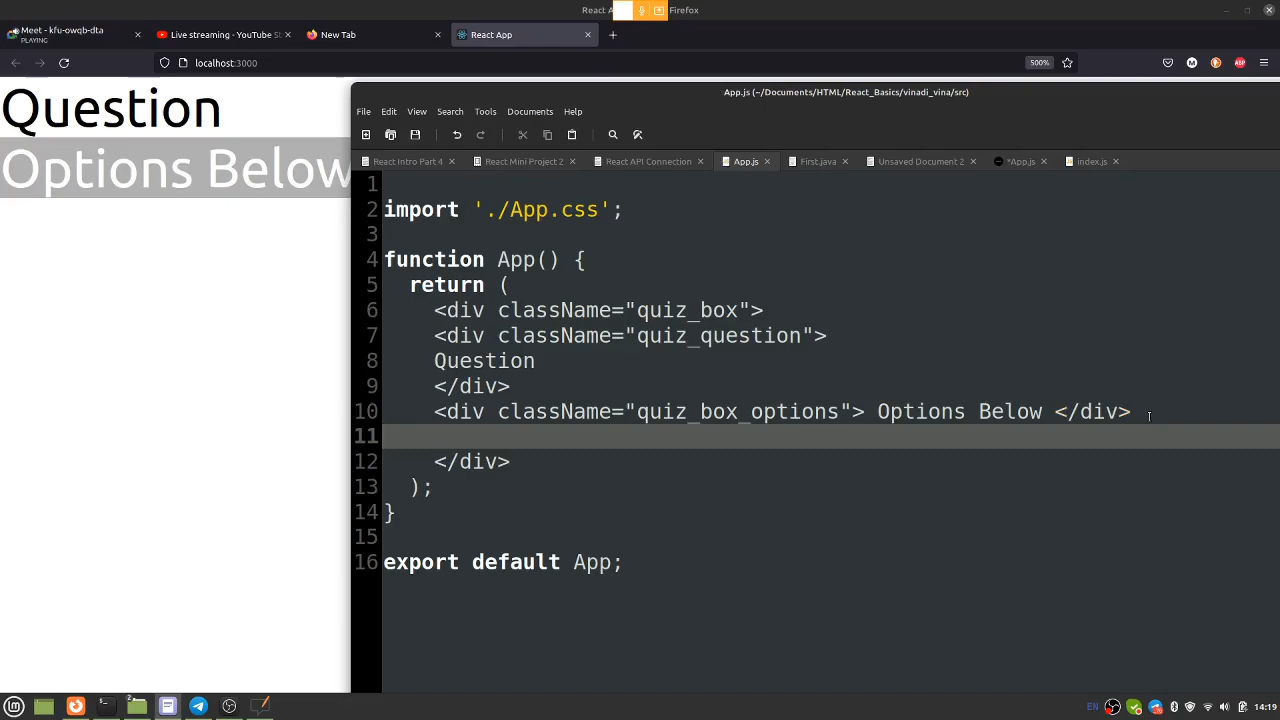 React A
Firefox
Meet - kfu-owqb-dta
PLAYING
Live streaming - YouTube S
New Tab
React App
localhost:3000
500%
Question
Options Below
App.js (~/Documents/HTML/React_Basics/vinadi_vina/src)
File Edit View Search Tools Documents Help
React Intro Part 4
React Mini Project 2
React API Connection
App.js
First.java
Unsaved Document 2
*App.js
index.js
1
2 import './App.css';
3
4 function App() {
5 return (
6 <div className="quiz_box">
7 <div className="quiz_question">
8 Question
9 </div>
10 <div className="quiz_box_options"> Options Below </div>
11
12 </div>
13 );
14 }
15
16 export default App;
EN
14:19